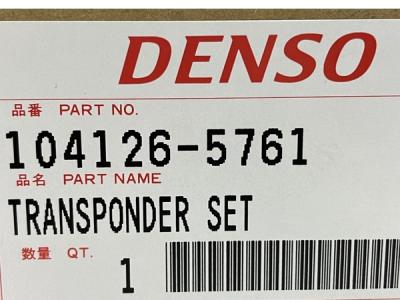 DENSO
品番 PART NO.
104126-5761
品名 PART NAME
TRANSPONDER SET
数量 QT.
1